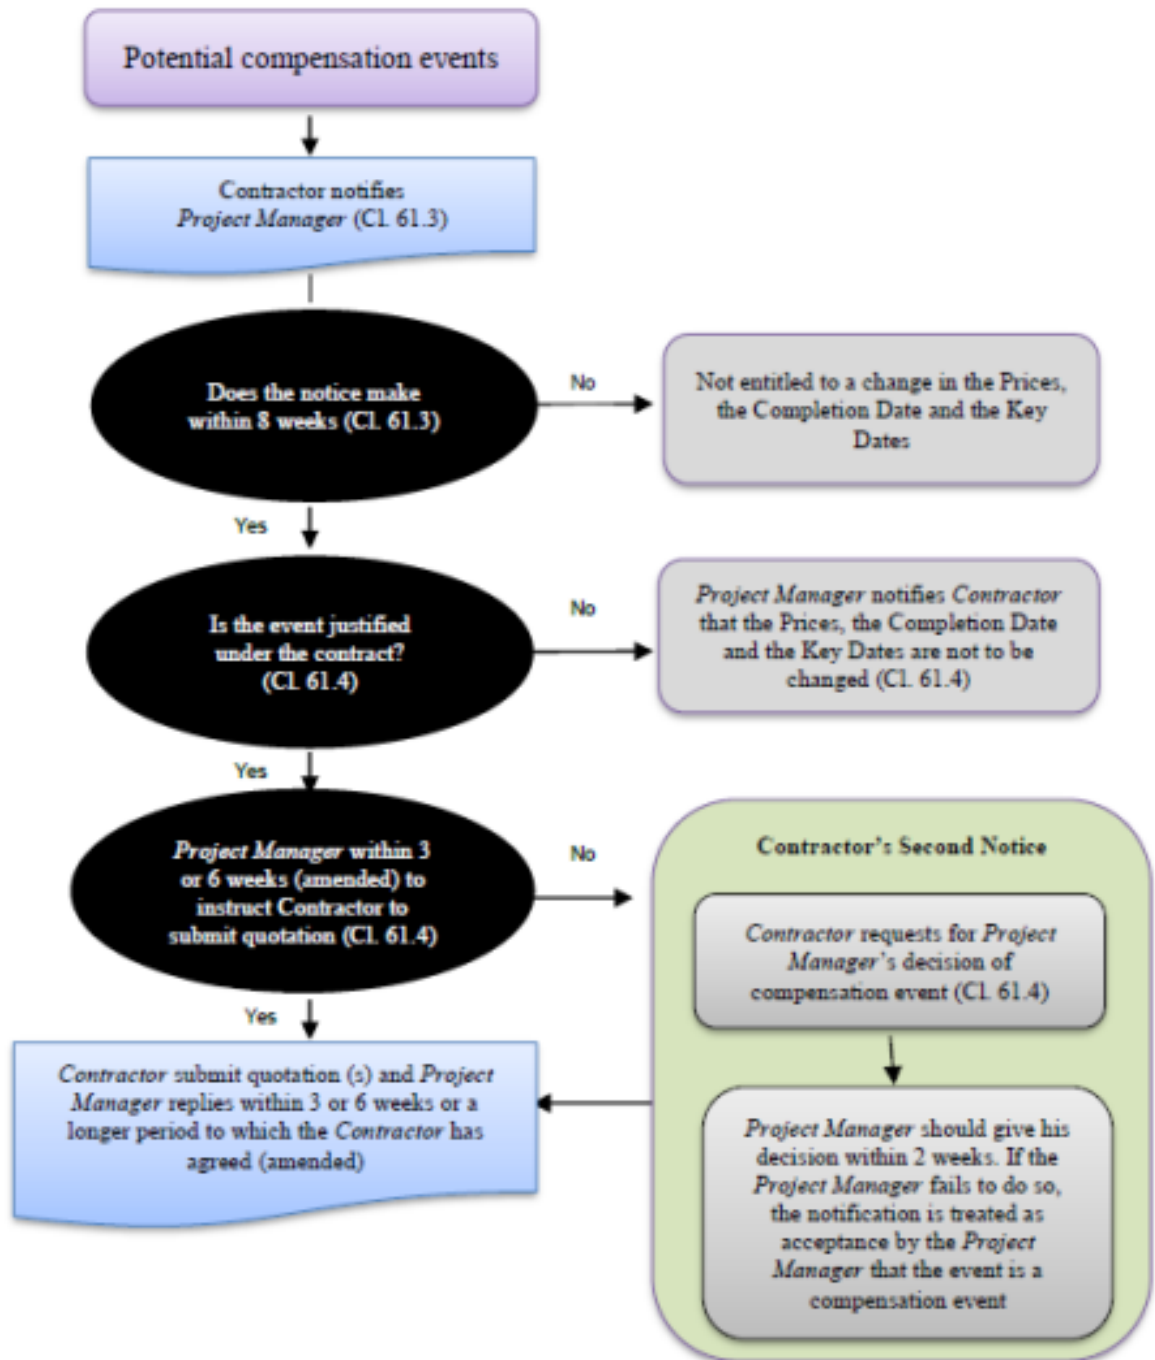 Potential compensation events
Contractor notifies
Project Manager (Cl. 61.3)
Does the notice make
within 8 weeks (Cl. 61.3)
No
Not entitled to a change in the Prices,
the Completion Date and the Key
Dates
Yes
Is the event justified
under the contract?
(Cl. 61.4)
No
Project Manager notifies Contractor
that the Prices, the Completion Date
and the Key Dates are not to be
changed (Cl. 61.4)
Yes
Project Manager within 3
or 6 weeks (amended) to
instruct Contractor to
submit quotation (Cl. 61.4)
No
Contractor's Second Notice
Contractor requests for Project
Manager's decision of
compensation event (Cl. 61.4)
Yes
Contractor submit quotation (s) and Project
Manager replies within 3 or 6 weeks or a
longer period to which the Contractor has
agreed (amended)
Project Manager should give his
decision within 2 weeks. If the
Project Manager fails to do so,
the notification is treated as
acceptance by the Project
Manager that the event is a
compensation event